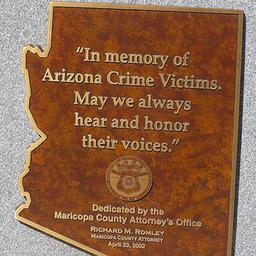 "In memory of
Arizona Crime Victims.
May we always
hear and honor
their voices."
Dedicated by the
Maricopa County Attorney's Office
RICHARD M. ROMLEY
MARICOPA COUNTY ATTORNEY
April 23, 2002